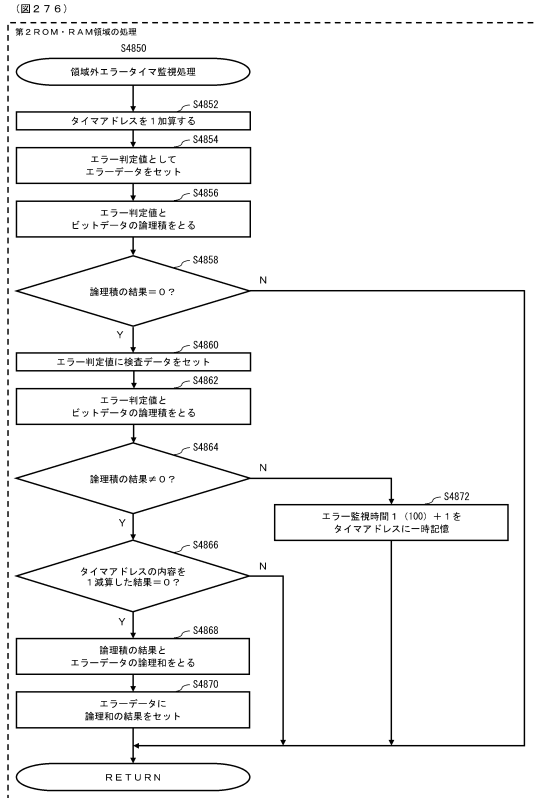 （図２７６）
第２ＲＯＭ・ＲＡＭ領域の処理
S4850
領域外エラータイマ監視処理
S4852
タイマアドレスを１加算する
S4854
エラー判定値として
エラーデータをセット
S4856
エラー判定値と
ビットデータの論理積をとる
S4858
論理積の結果＝０？
N
Y
S4860
エラー判定値に検査データをセット
S4862
エラー判定値と
ビットデータの論理積をとる
S4864
論理積の結果≠０？
N
Y
S4872
エラー監視時間１（100）＋１を
タイマアドレスに一時記憶
S4866
タイマアドレスの内容を
１減算した結果＝０？
N
Y
S4868
論理積の結果と
エラーデータの論理和をとる
S4870
エラーデータに
論理和の結果をセット
ＲＥＴＵＲＮ